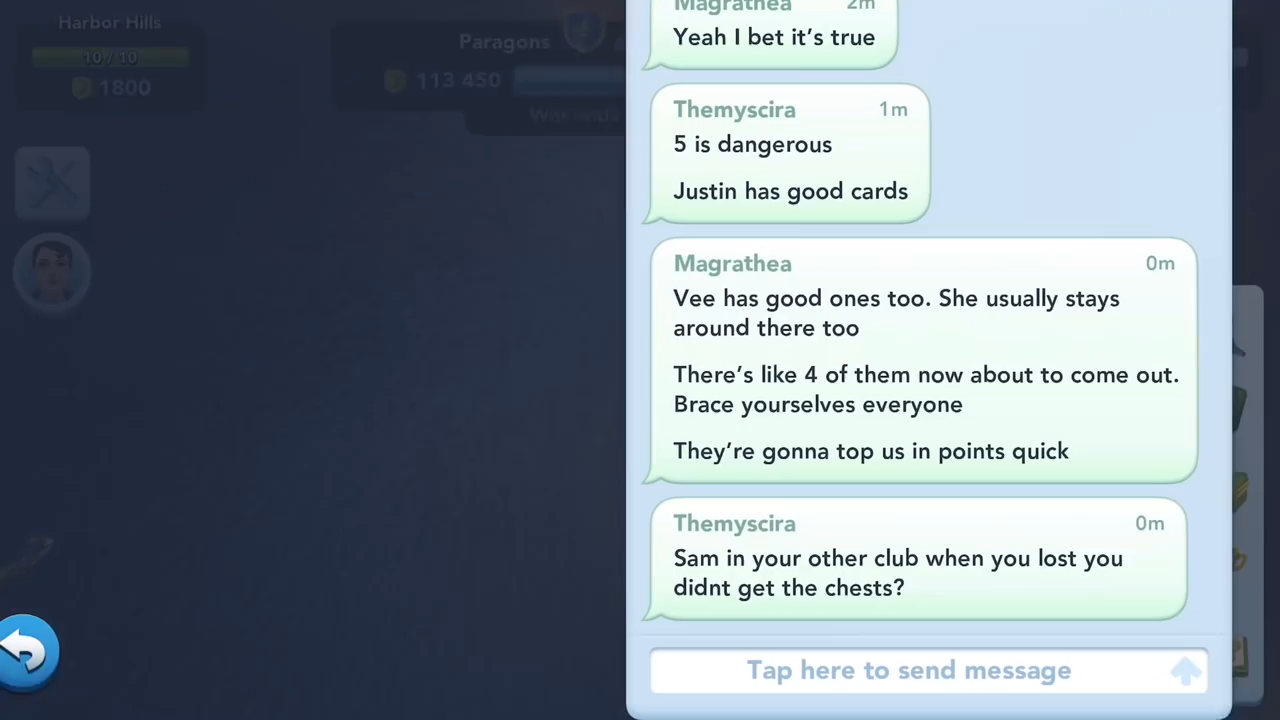 Harbor Hills
10/10
1800
Paragons
113 450
War ends
Magrathea 2m
Yeah I bet it's true
Themyscira 1m
5 is dangerous
Justin has good cards
Magrathea 0m
Vee has good ones too. She usually stays
around there too
There's like 4 of them now about to come out.
Brace yourselves everyone
They're gonna top us in points quick
Themyscira 0m
Sam in your other club when you lost you
didnt get the chests?
Tap here to send message